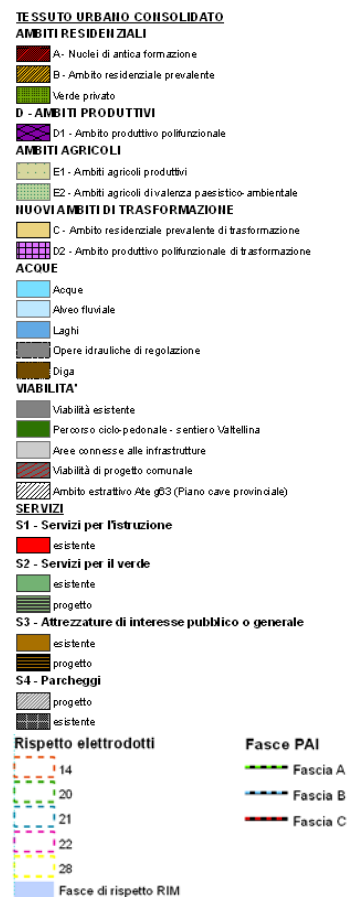 TESSUTO URBANO CONSOLIDATO
AMBITI RESIDENZIALI
A - Nuclei di antica formazione
B - Ambito residenziale prevalente
Verde privato
D - AMBITI PRODUTTIVI
D1 - Ambito produttivo polifunzionale
AMBITI AGRICOLI
E1 - Ambiti agricoli produttivi
E2 - Ambiti agricoli di valenza paesistico-ambientale
NUOVI AMBITI DI TRASFORMAZIONE
C - Ambito residenziale prevalente di trasformazione
D2 - Ambito produttivo polifunzionale di trasformazione
ACQUE
Acque
Alveo fluviale
Laghi
Opere idrauliche di regolazione
Diga
VIABILITA'
Viabilità esistente
Percorso ciclo-pedonale - sentiero Valtellina
Aree connesse alle infrastrutture
Viabilità di progetto comunale
Ambito estrattivo Ate g63 (Piano cave provinciale)
SERVIZI
S1 - Servizi per l'istruzione
esistente
S2 - Servizi per il verde
esistente
progetto
S3 - Attrezzature di interesse pubblico o generale
esistente
progetto
S4 - Parcheggi
progetto
esistente
Rispetto elettrodotti
14
20
21
22
28
Fasce di rispetto RIM
Fasce PAI
Fascia A
Fascia B
Fascia C